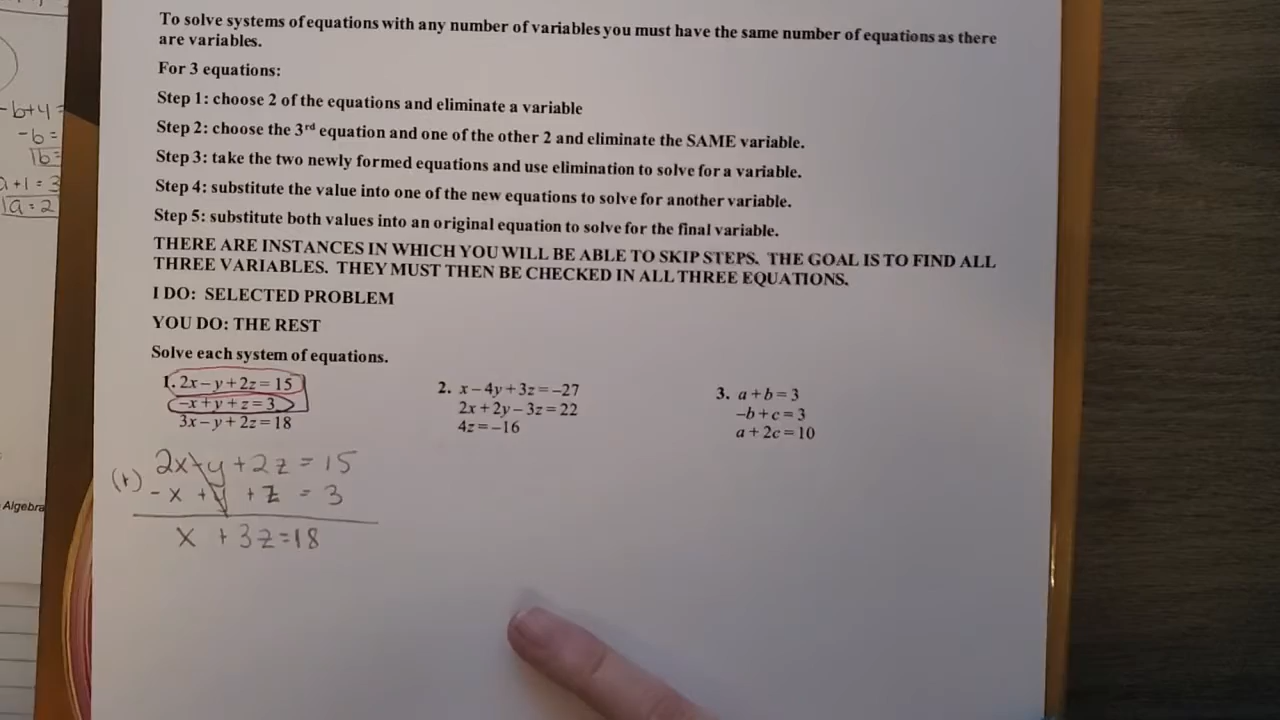 To solve systems of equations with any number of variables you must have the same number of equations as there
are variables.
For 3 equations:
Step 1: choose 2 of the equations and eliminate a variable
Step 2: choose the 3rd equation and one of the other 2 and eliminate the SAME variable.
Step 3: take the two newly formed equations and use elimination to solve for a variable.
Step 4: substitute the value into one of the new equations to solve for another variable.
Step 5: substitute both values into an original equation to solve for the final variable.
THERE ARE INSTANCES IN WHICH YOU WILL BE ABLE TO SKIP STEPS. THE GOAL IS TO FIND ALL
THREE VARIABLES. THEY MUST THEN BE CHECKED IN ALL THREE EQUATIONS.
I DO: SELECTED PROBLEM
YOU DO: THE REST
Solve each system of equations.
1. 2x – y + 2z = 15
–x + y + z = 3
3x – y + 2z = 18
2. x – 4y + 3z = –27
2x + 2y – 3z = 22
4z = –16
3. a + b = 3
–b + c = 3
a + 2c = 10
2x - y + 2z = 15
(+) - x + y + z = 3
x + 3z = 18
-b+4=
-b=
b=
a+1=3
a=2
Algebra